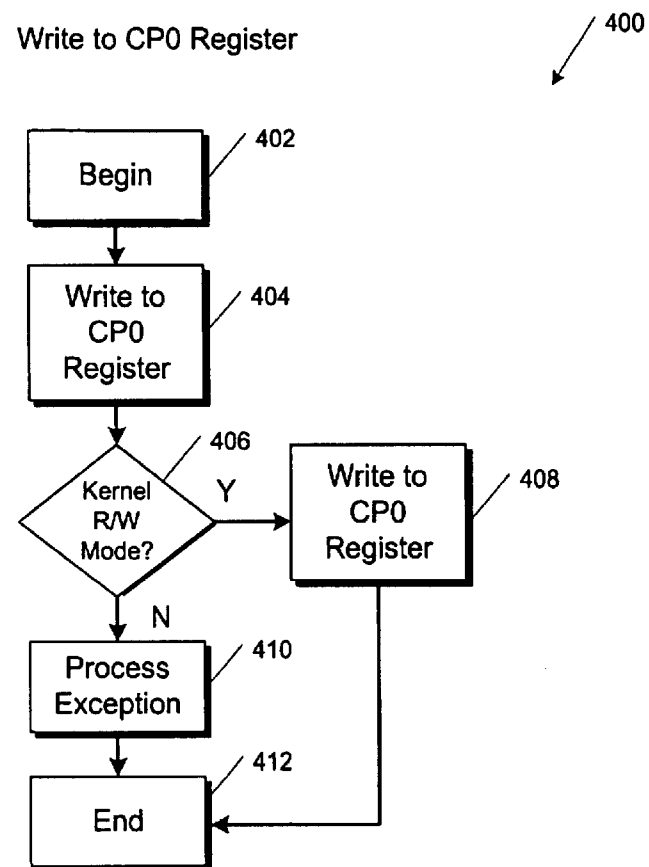 Write to CP0 Register
400
Begin
402
Write to
CP0
Register
404
Kernel
R/W
Mode?
406
Y
Write to
CP0
Register
408
N
Process
Exception
410
End
412